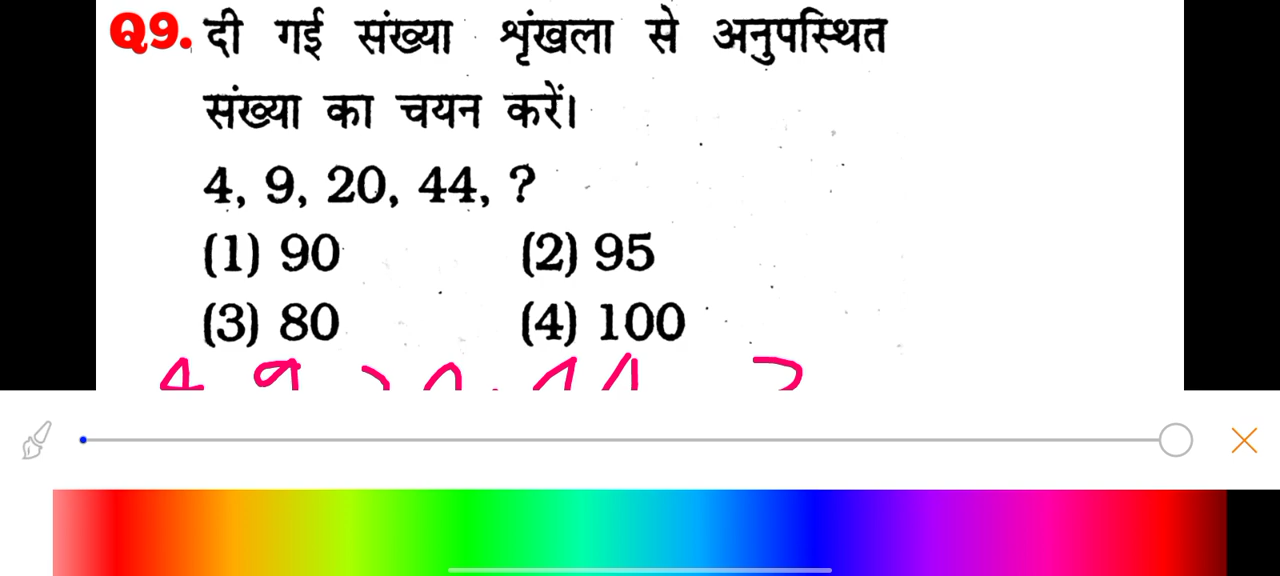 Q9. दी गई संख्या शृंखला से अनुपस्थित
संख्या का चयन करें।
4, 9, 20, 44, ?
(1) 90 (2) 95
(3) 80 (4) 100